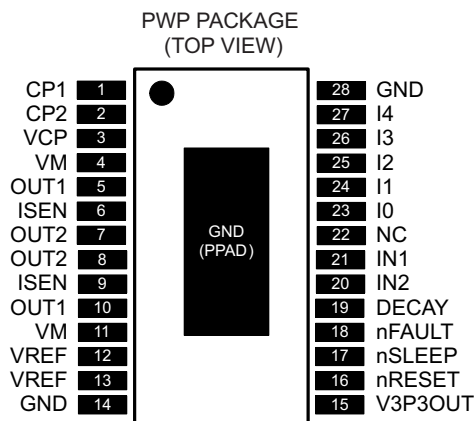 PWP PACKAGE
(TOP VIEW)
CP1 1 28 GND
CP2 2 27 I4
VCP 3 26 I3
VM 4 25 I2
OUT1 5 24 I1
ISEN 6 23 I0
OUT2 7 22 NC
OUT2 8 21 IN1
ISEN 9 20 IN2
OUT1 10 19 DECAY
VM 11 18 nFAULT
VREF 12 17 nSLEEP
VREF 13 16 nRESET
GND 14 15 V3P3OUT
GND
(PPAD)